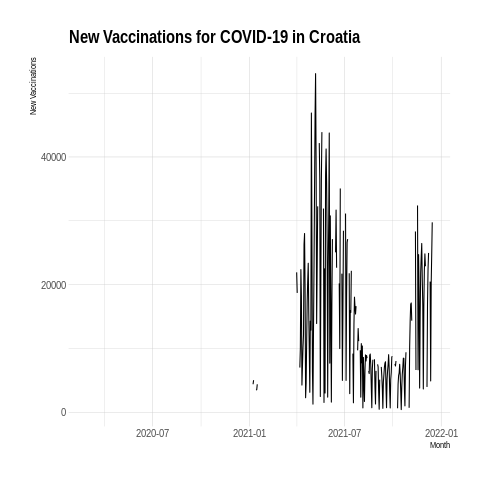 New Vaccinations for COVID-19 in Croatia
New Vaccinations
40000
20000
0
2020-07
2021-01
2021-07
2022-01
Month